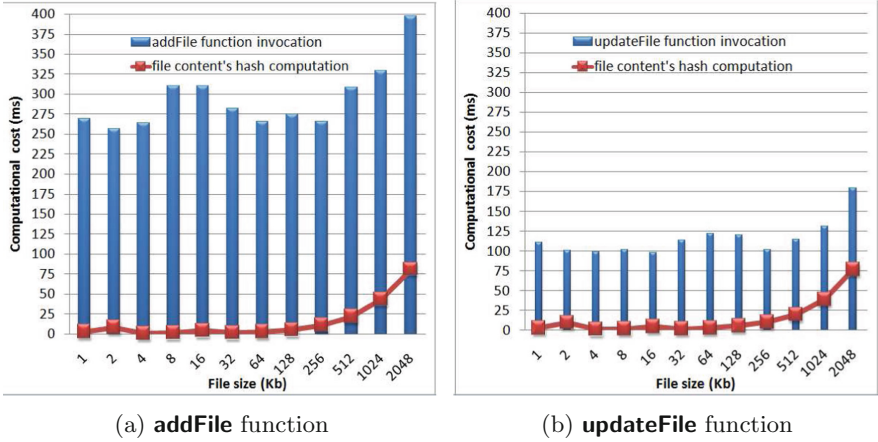 400
375
350
325
300
275
250
225
200
175
150
125
100
75
50
25
0
Computational cost (ms)
addFile function invocation
file content's hash computation
1 2 4 8 16 32 64 128 256 512 1024 2048
File size (Kb)
(a) addFile function
400
375
350
325
300
275
250
225
200
175
150
125
100
75
50
25
0
Computational cost (ms)
updateFile function invocation
file content's hash computation
1 2 4 8 16 32 64 128 256 512 1024 2048
File size (Kb)
(b) updateFile function